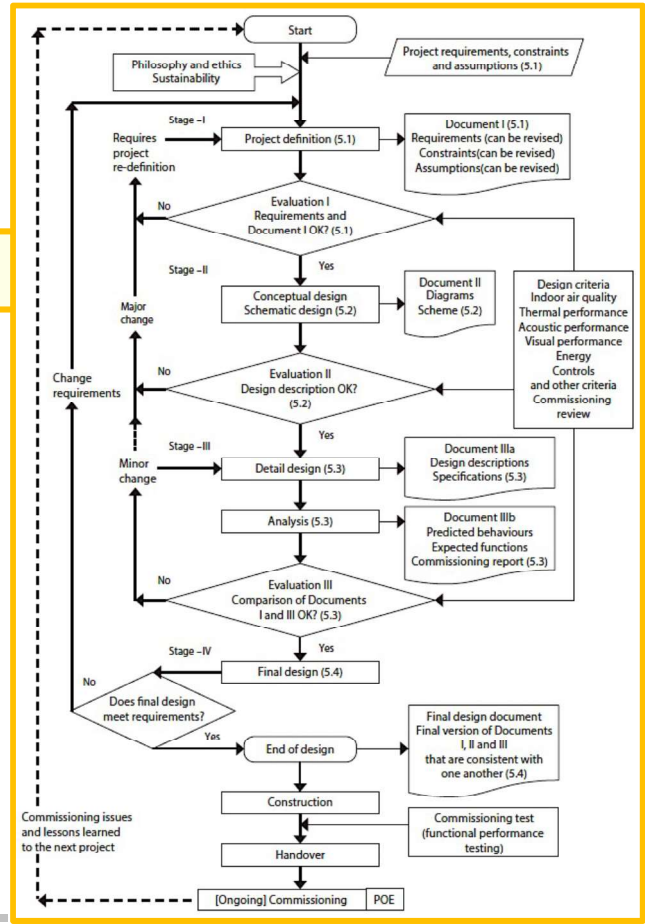 Start
Project requirements, constraints
and assumptions (5.1)
Philosophy and ethics
Sustainability
Stage –I
Requires
project
re-definition
Project definition (5.1)
Document I (5.1)
Requirements (can be revised)
Constraints(can be revised)
Assumptions(can be revised)
No
Evaluation I
Requirements and
Document I OK? (5.1)
Yes
Stage –II
Conceptual design
Schematic design (5.2)
Document II
Diagrams
Scheme (5.2)
Design criteria
Indoor air quality
Thermal performance
Acoustic performance
Visual performance
Energy
Controls
and other criteria
Commissioning
review
Major
change
Change
requirements
No
Evaluation II
Design description OK?
(5.2)
Yes
Stage –III
Minor
change
Detail design (5.3)
Document IIIa
Design descriptions
Specifications (5.3)
Analysis (5.3)
Document IIIb
Predicted behaviours
Expected functions
Commissioning report (5.3)
No
Evaluation III
Comparison of Documents
I and III OK? (5.3)
Yes
Stage –IV
Final design (5.4)
No
Does final design
meet requirements?
Yes
End of design
Final design document
Final version of Documents
I, II and III
that are consistent with
one another (5.4)
Construction
Commissioning test
(functional performance
testing)
Commissioning issues
and lessons learned
to the next project
Handover
[Ongoing] Commissioning
POE